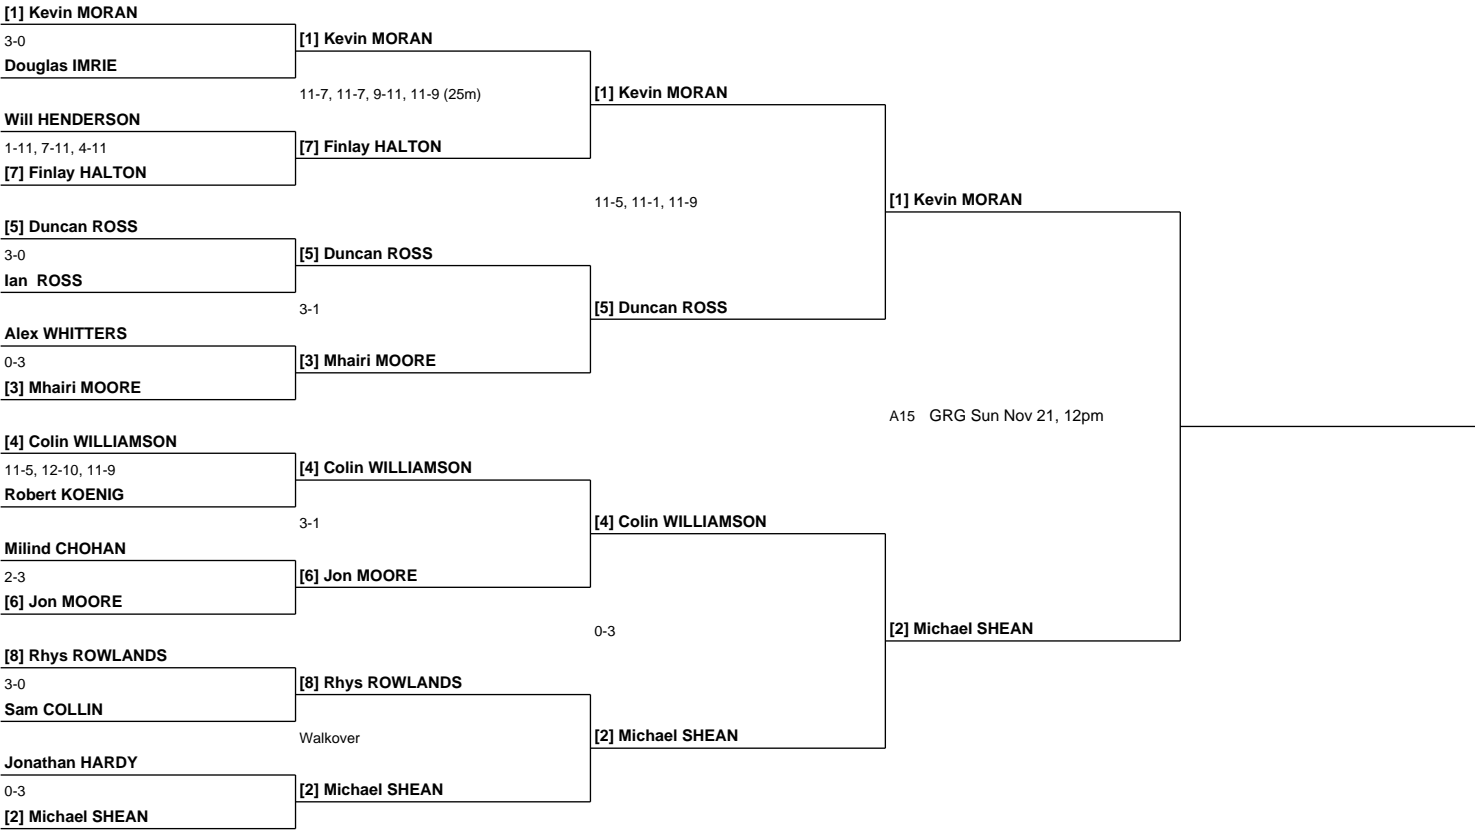 [1] Kevin MORAN
3-0
Douglas IMRIE
Will HENDERSON
1-11, 7-11, 4-11
[7] Finlay HALTON
[5] Duncan ROSS
3-0
Ian  ROSS
Alex WHITTERS
0-3
[3] Mhairi MOORE
[4] Colin WILLIAMSON
11-5, 12-10, 11-9
Robert KOENIG
Milind CHOHAN
2-3
[6] Jon MOORE
[8] Rhys ROWLANDS
3-0
Sam COLLIN
Jonathan HARDY
0-3
[2] Michael SHEAN
[1] Kevin MORAN
11-7, 11-7, 9-11, 11-9 (25m)
[7] Finlay HALTON
[5] Duncan ROSS
3-1
[3] Mhairi MOORE
[4] Colin WILLIAMSON
3-1
[6] Jon MOORE
[8] Rhys ROWLANDS
Walkover
[2] Michael SHEAN
[1] Kevin MORAN
11-5, 11-1, 11-9
[5] Duncan ROSS
[4] Colin WILLIAMSON
0-3
[2] Michael SHEAN
[1] Kevin MORAN
A15 GRG Sun Nov 21, 12pm
[2] Michael SHEAN